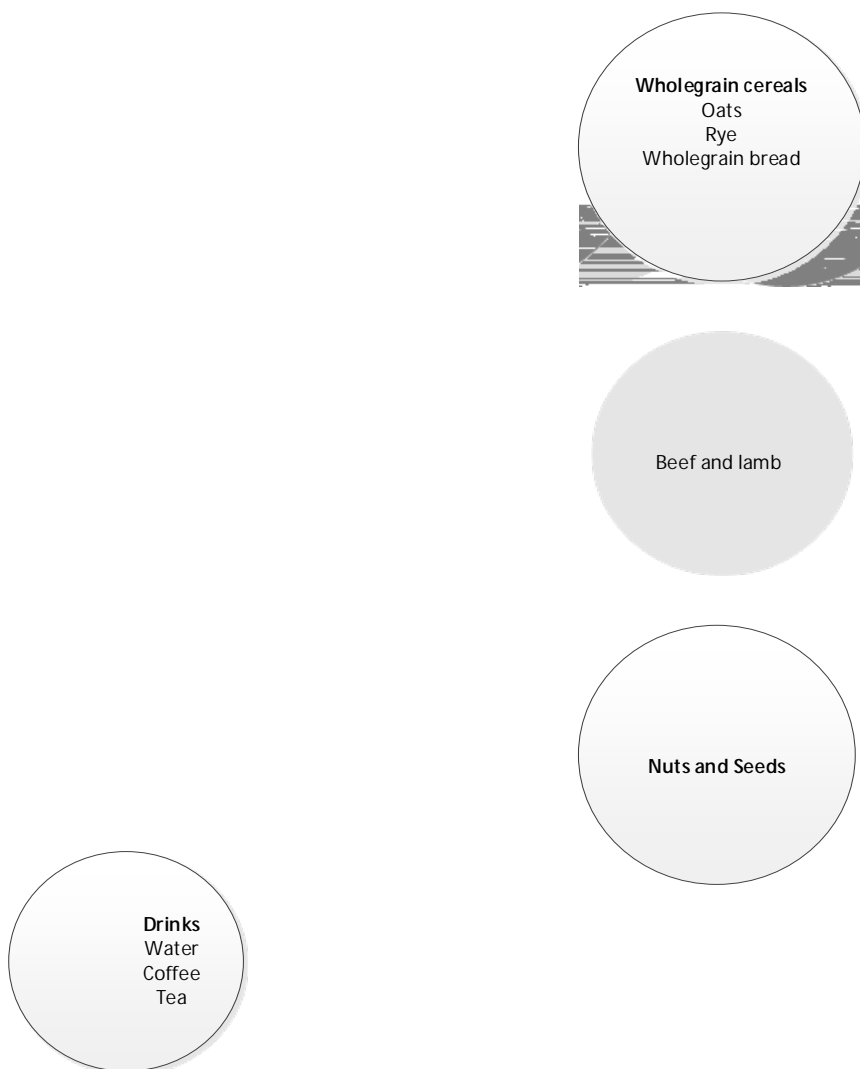 Wholegrain cereals
Oats
Rye
Wholegrain bread
Beef and lamb
Nuts and Seeds
Drinks
Water
Coffee
Tea